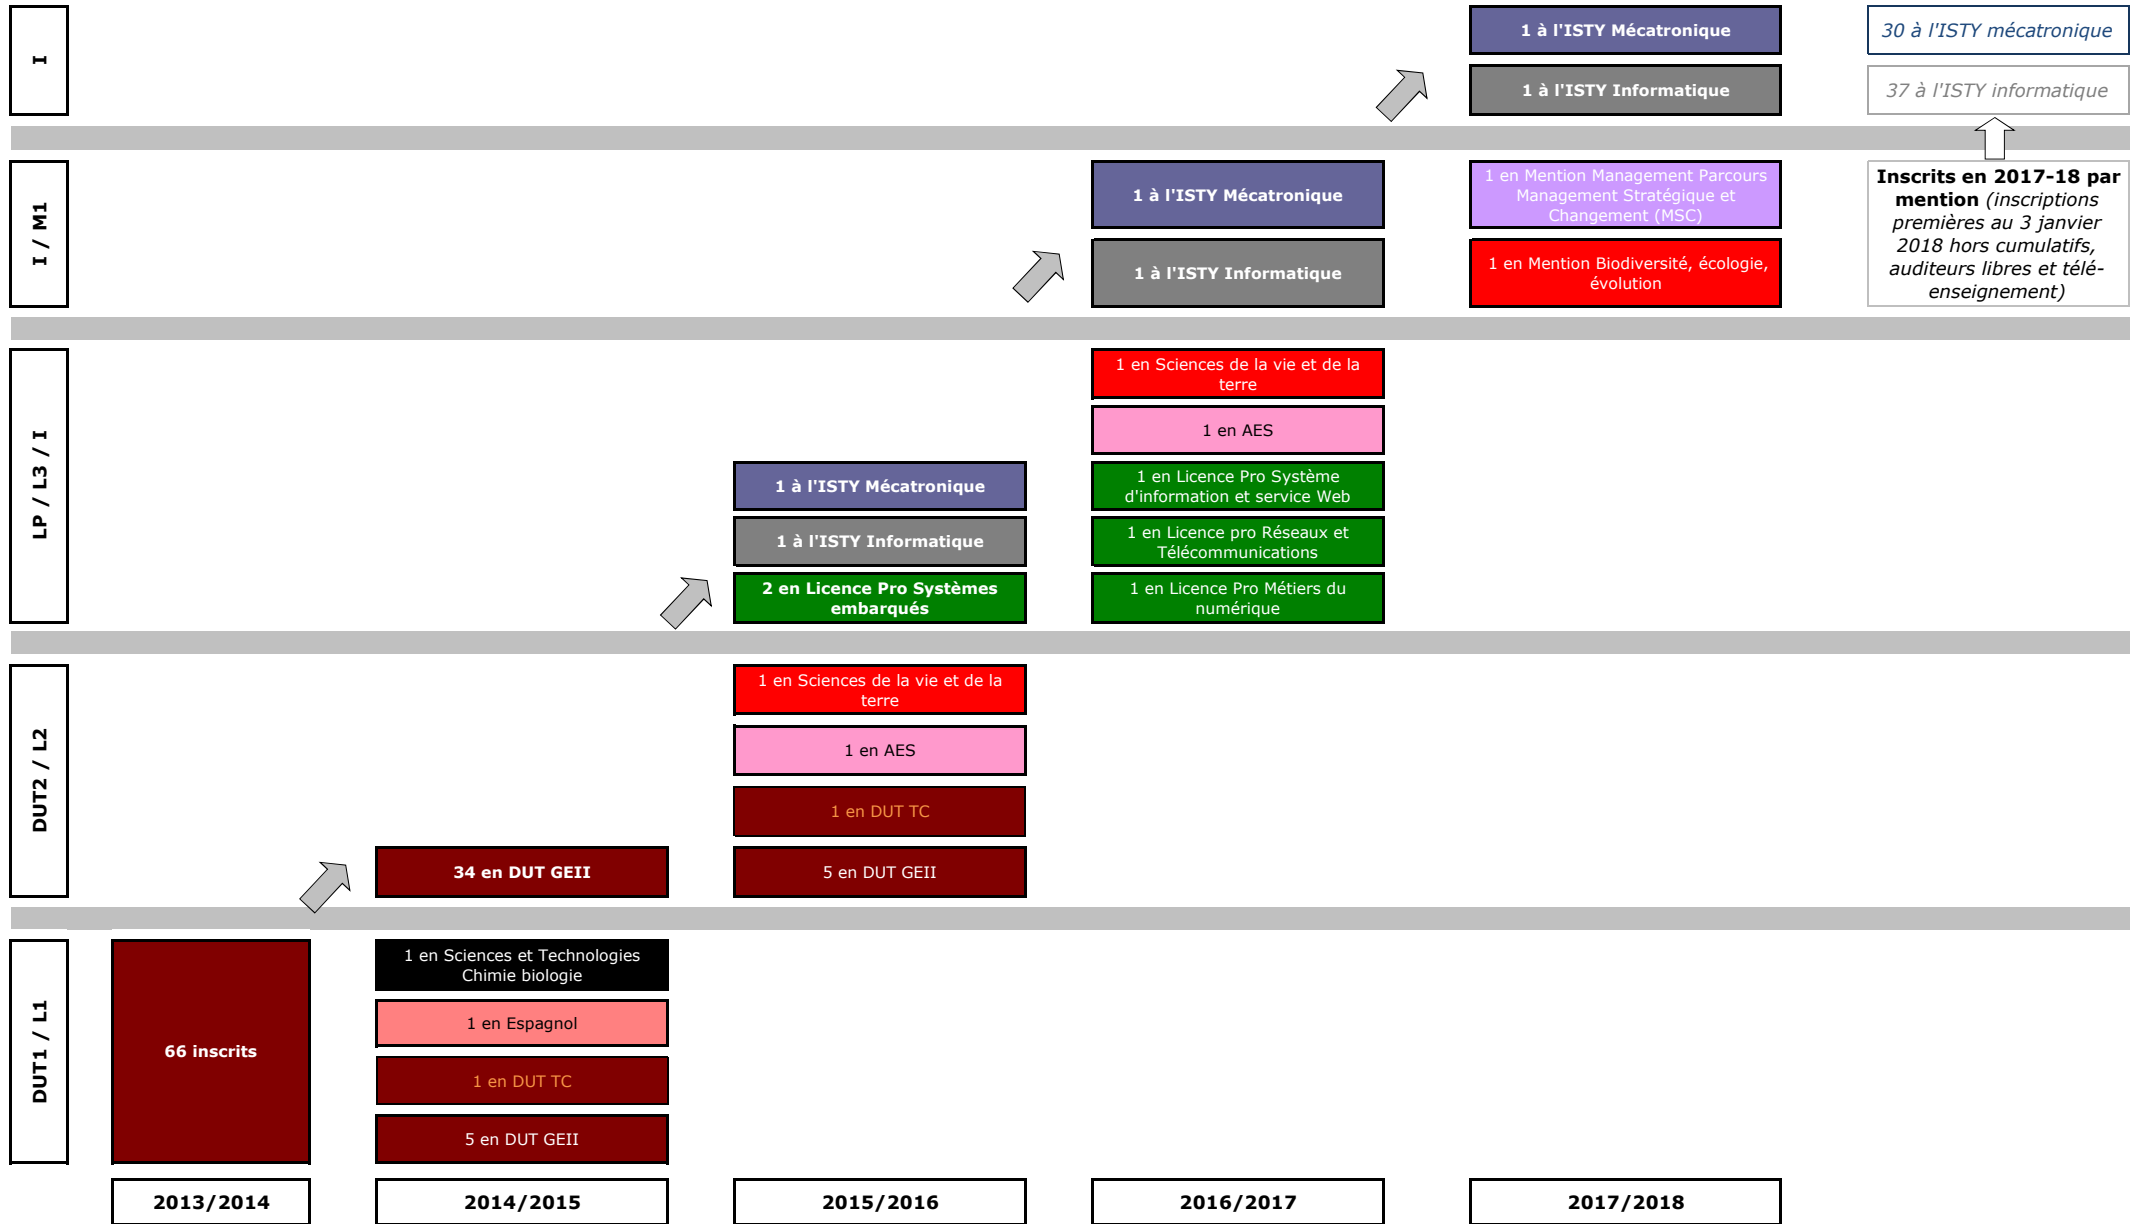 I
1 à l'ISTY Mécatronique
30 à l'ISTY mécatronique
1 à l'ISTY Informatique
37 à l'ISTY informatique
I / M1
1 à l'ISTY Mécatronique
1 à l'ISTY Informatique
1 en Mention Management Parcours
Management Stratégique et
Changement (MSC)
1 en Mention Biodiversité, écologie,
évolution
Inscrits en 2017-18 par
mention (inscriptions
premières au 3 janvier
2018 hors cumulatifs,
auditeurs libres et télé-
enseignement)
LP / L3 / I
1 à l'ISTY Mécatronique
1 à l'ISTY Informatique
2 en Licence Pro Systèmes
embarqués
1 en Sciences de la vie et de la
terre
1 en AES
1 en Licence Pro Système
d'information et service Web
1 en Licence pro Réseaux et
Télécommunications
1 en Licence Pro Métiers du
numérique
DUT2 / L2
34 en DUT GEII
1 en Sciences de la vie et de la
terre
1 en AES
1 en DUT TC
5 en DUT GEII
DUT1 / L1
66 inscrits
1 en Sciences et Technologies
Chimie biologie
1 en Espagnol
1 en DUT TC
5 en DUT GEII
2013/2014
2014/2015
2015/2016
2016/2017
2017/2018